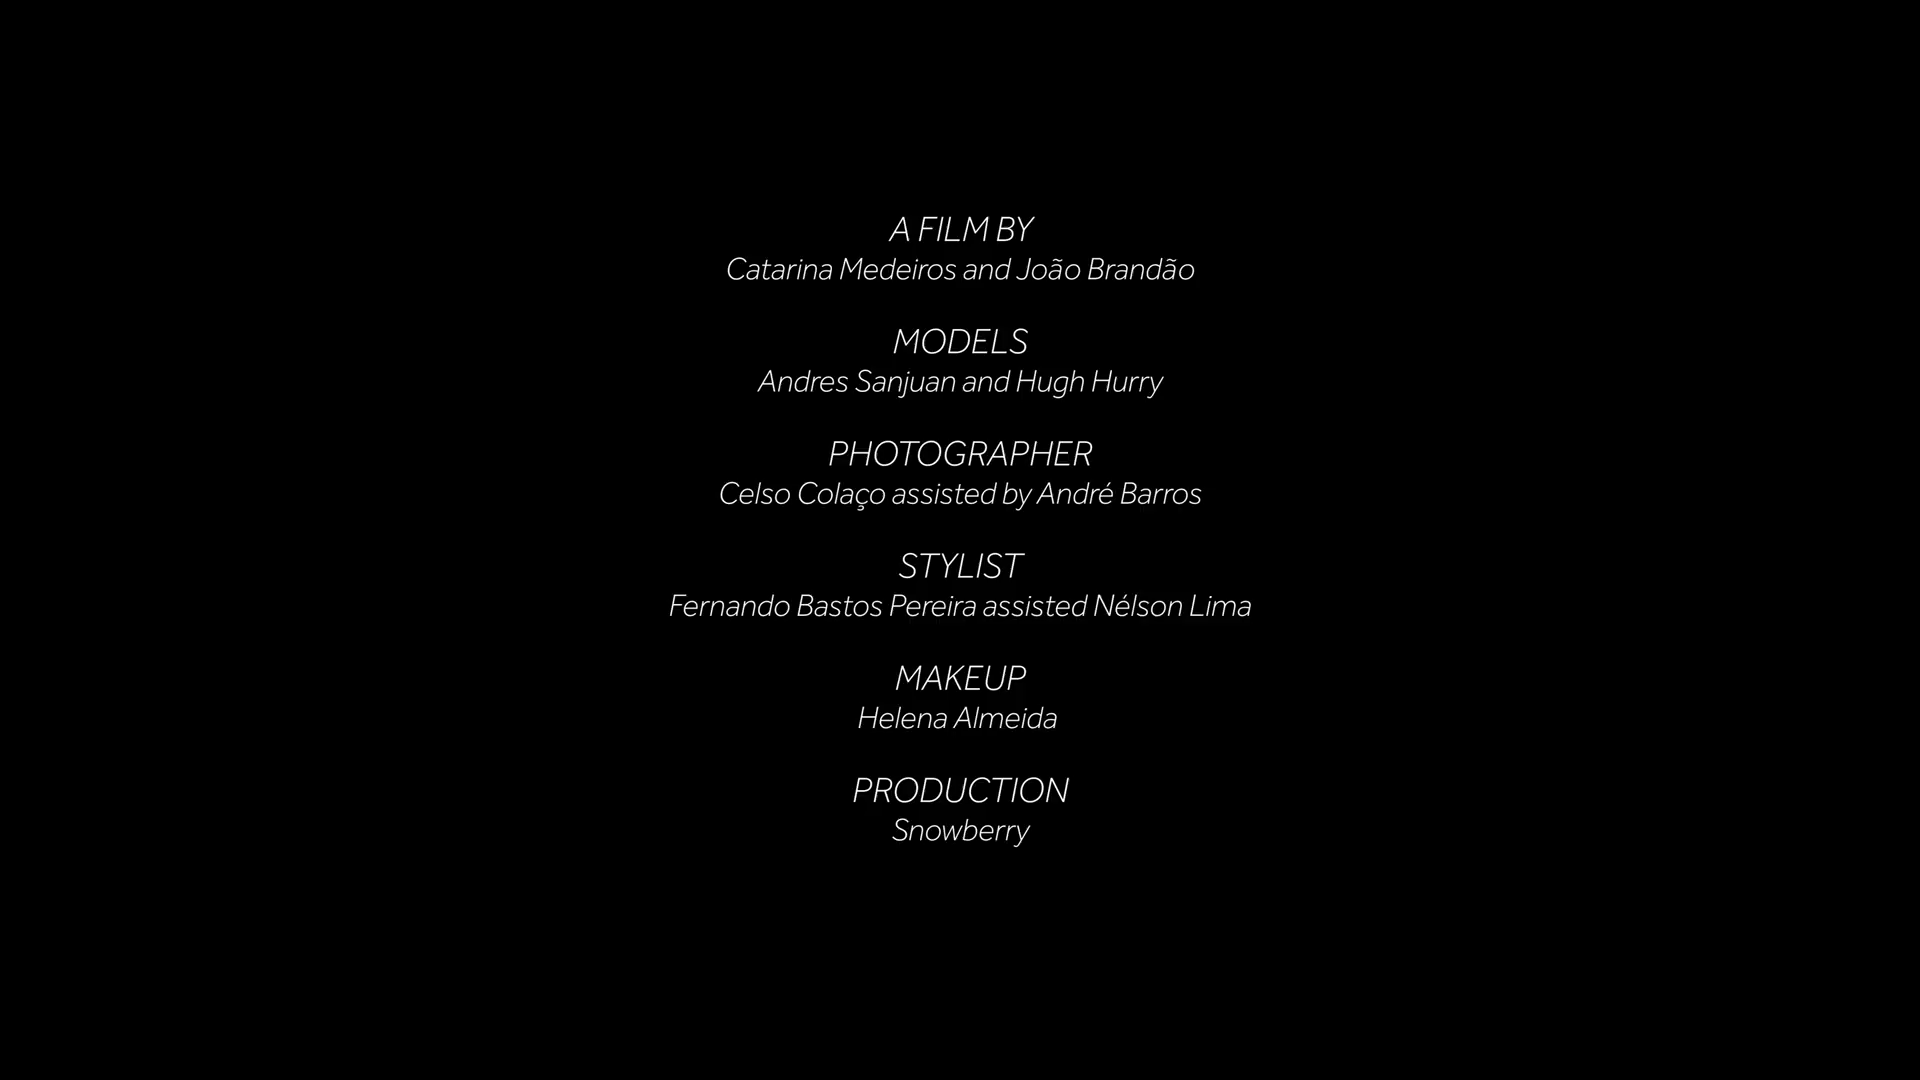 A FILM BY
Catarina Medeiros and João Brandão
MODELS
Andres Sanjuan and Hugh Hurry
PHOTOGRAPHER
Celso Colaço assisted by André Barros
STYLIST
Fernando Bastos Pereira assisted Nélson Lima
MAKEUP
Helena Almeida
PRODUCTION
Snowberry